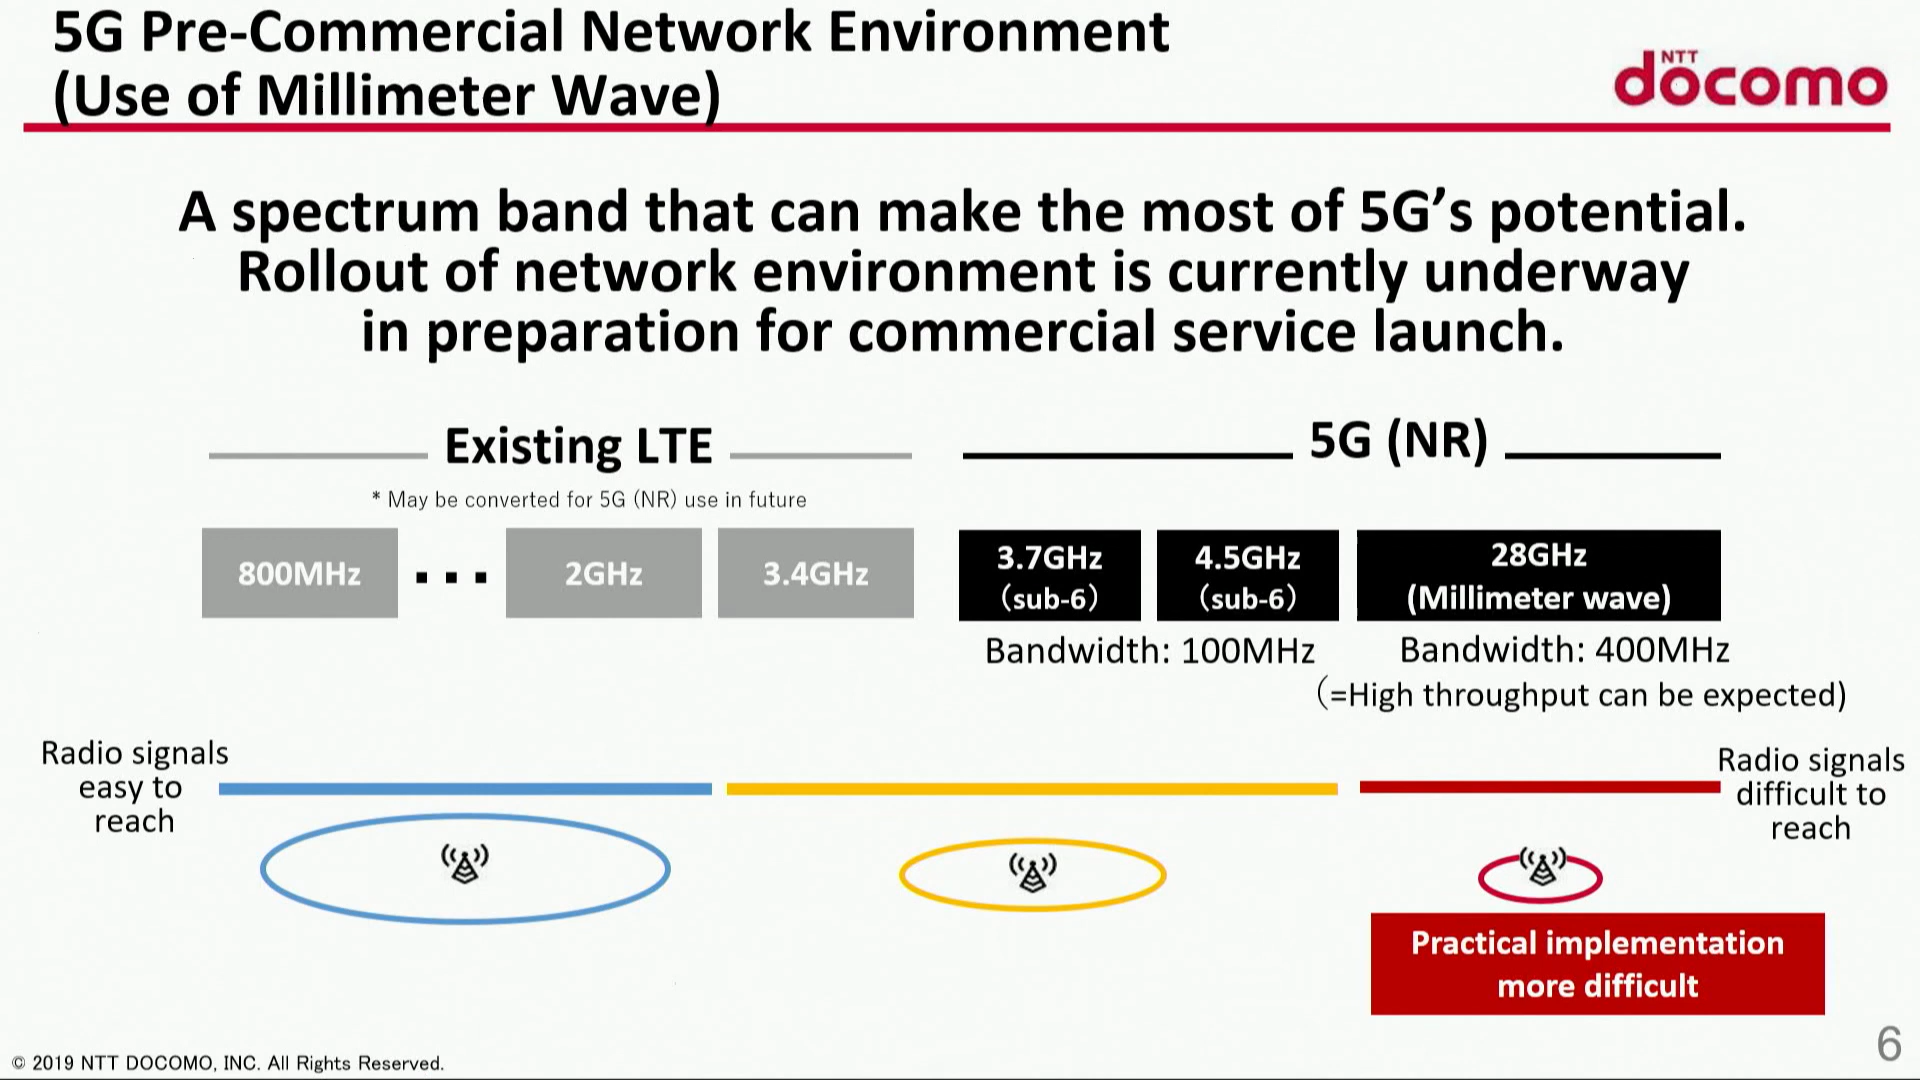 5G Pre-Commercial Network Environment
(Use of Millimeter Wave)
NTT
docomo
A spectrum band that can make the most of 5G’s potential.
Rollout of network environment is currently underway
in preparation for commercial service launch.
Existing LTE
* May be converted for 5G (NR) use in future
5G (NR)
800MHz
2GHz
3.4GHz
3.7GHz
(sub-6)
4.5GHz
(sub-6)
28GHz
(Millimeter wave)
Bandwidth: 100MHz
Bandwidth: 400MHz
(=High throughput can be expected)
Radio signals
easy to
reach
Radio signals
difficult to
reach
Practical implementation
more difficult
© 2019 NTT DOCOMO, INC. All Rights Reserved.
6